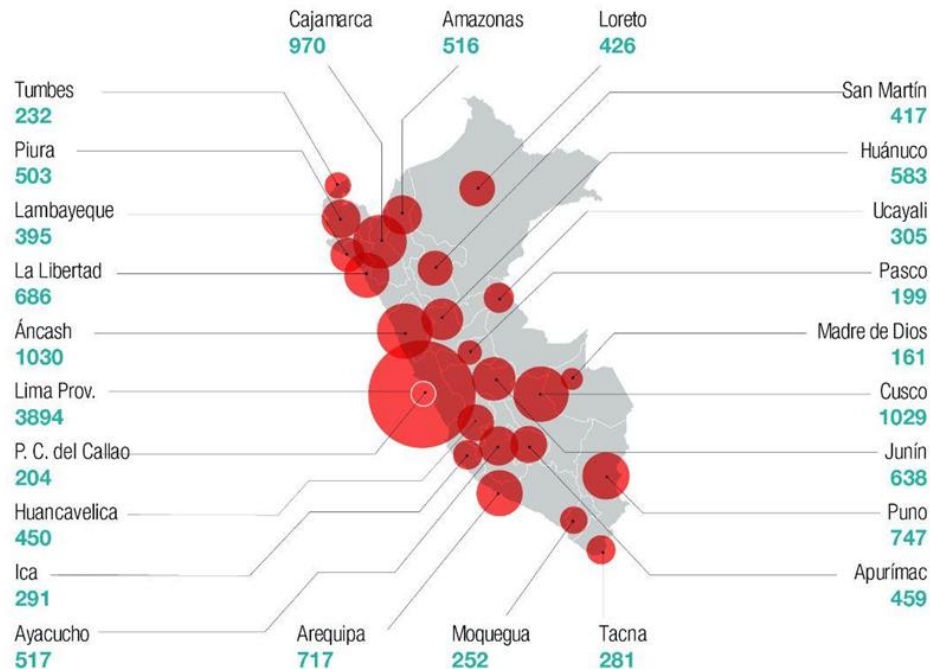 Cajamarca
970
Amazonas
516
Loreto
426
Tumbes
232
Piura
503
Lambayeque
395
La Libertad
686
Áncash
1030
Lima Prov.
3894
P. C. del Callao
204
Huancavelica
450
Ica
291
Ayacucho
517
Arequipa
717
Moquegua
252
Tacna
281
San Martín
417
Huánuco
583
Ucayali
305
Pasco
199
Madre de Dios
161
Cusco
1029
Junín
638
Puno
747
Apurímac
459